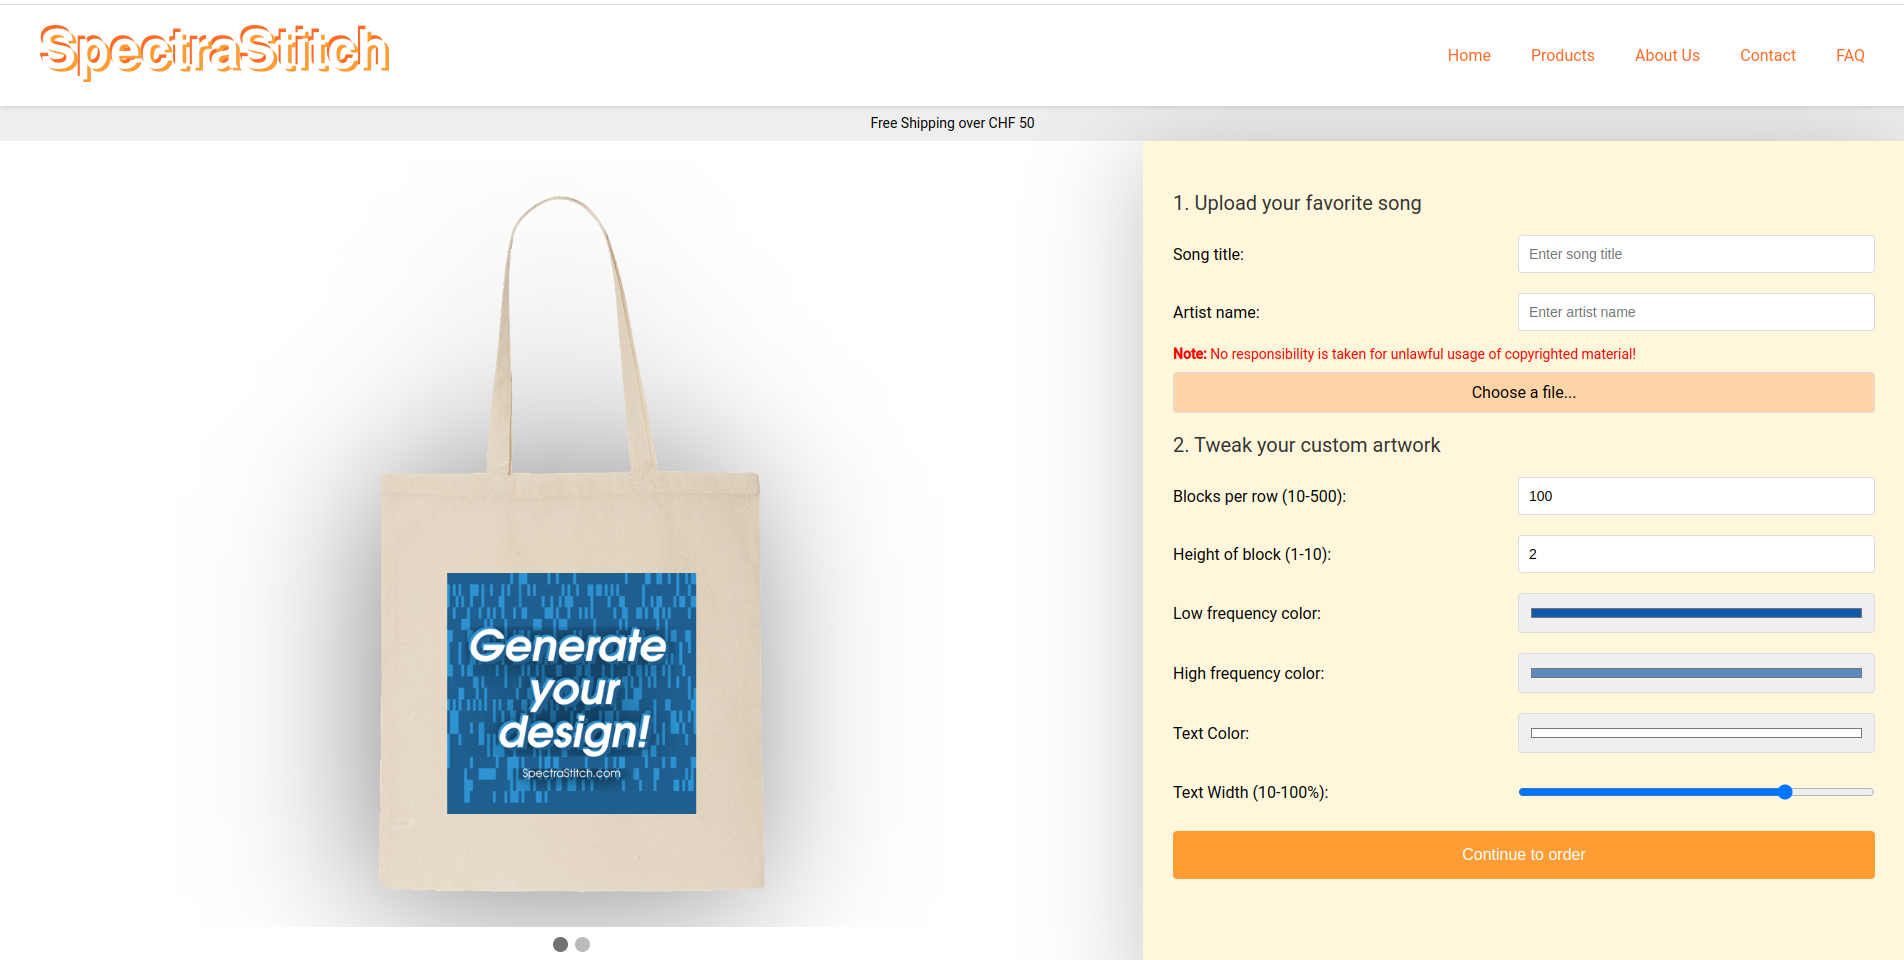 SpectraStitch
Home Products About Us Contact FAQ
Free Shipping over CHF 50
Generate
your
design!
SpectraStitch.com
1. Upload your favorite song
Song title: Enter song title
Artist name: Enter artist name
Note: No responsibility is taken for unlawful usage of copyrighted material!
Choose a file...
2. Tweak your custom artwork
Blocks per row (10-500): 100
Height of block (1-10): 2
Low frequency color:
High frequency color:
Text Color:
Text Width (10-100%):
Continue to order